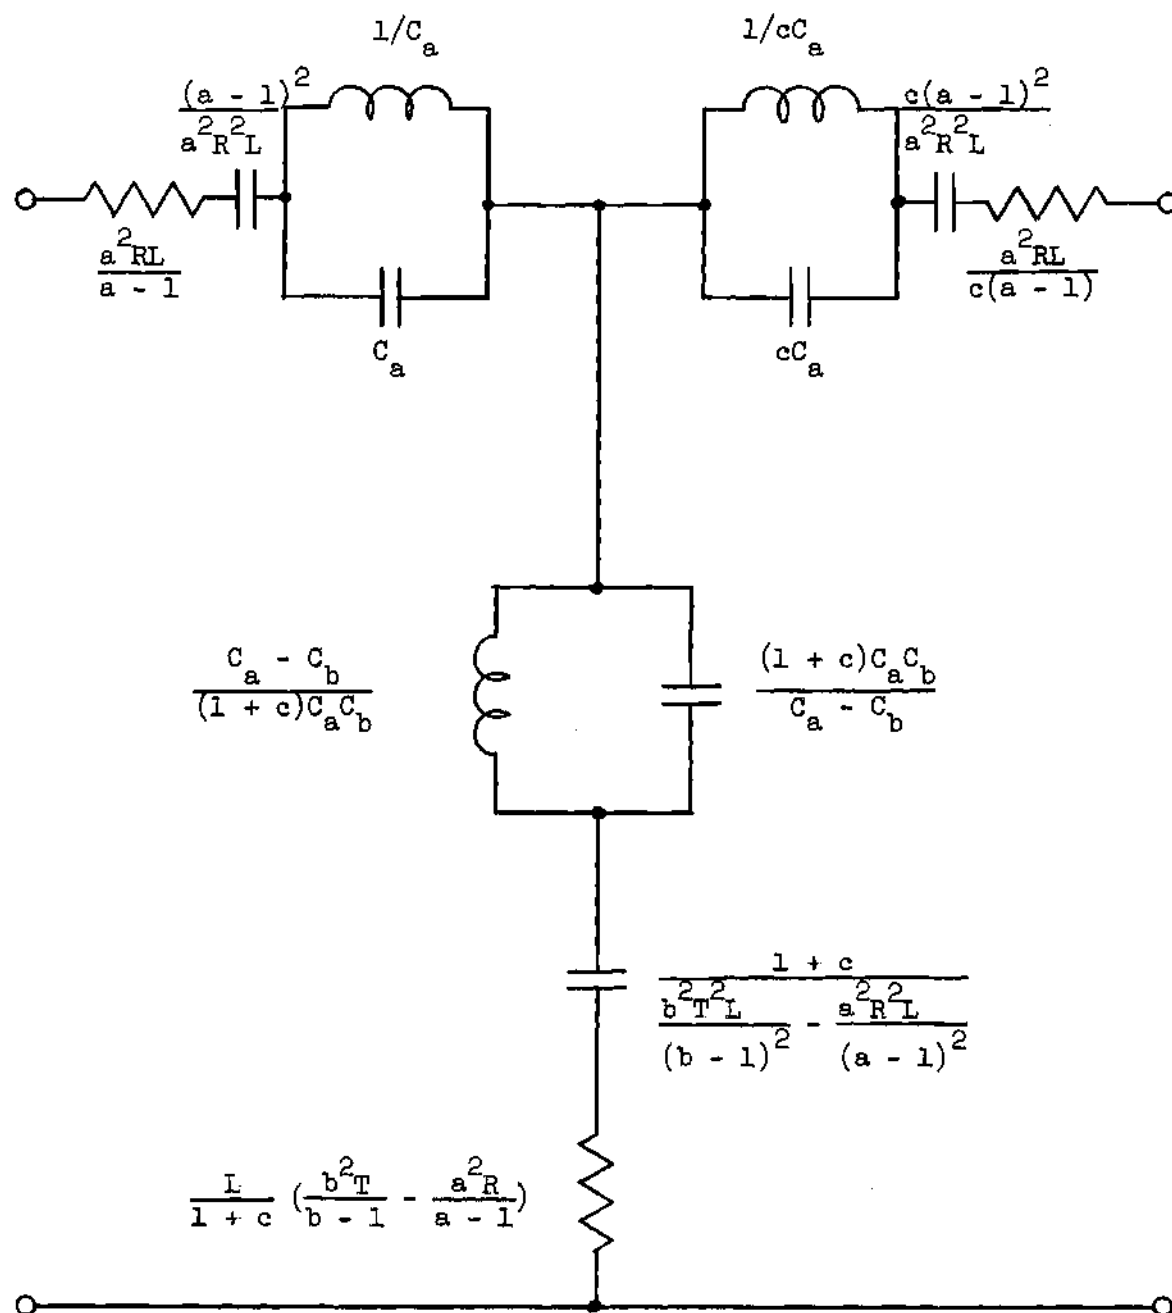 1/C_a
1/cC_a
(a - 1)^2
a^2R^2L
c(a - 1)^2
a^2R^2L
a^2RL
a - 1
a^2RL
c(a - 1)
C_a
cC_a
C_a - C_b
(1 + c)C_aC_b
(1 + c)C_aC_b
C_a - C_b
1 + c
b^2T^2L / (b - 1)^2 - a^2R^2L / (a - 1)^2
L / 1 + c (b^2T / b - 1 - a^2R / a - 1)